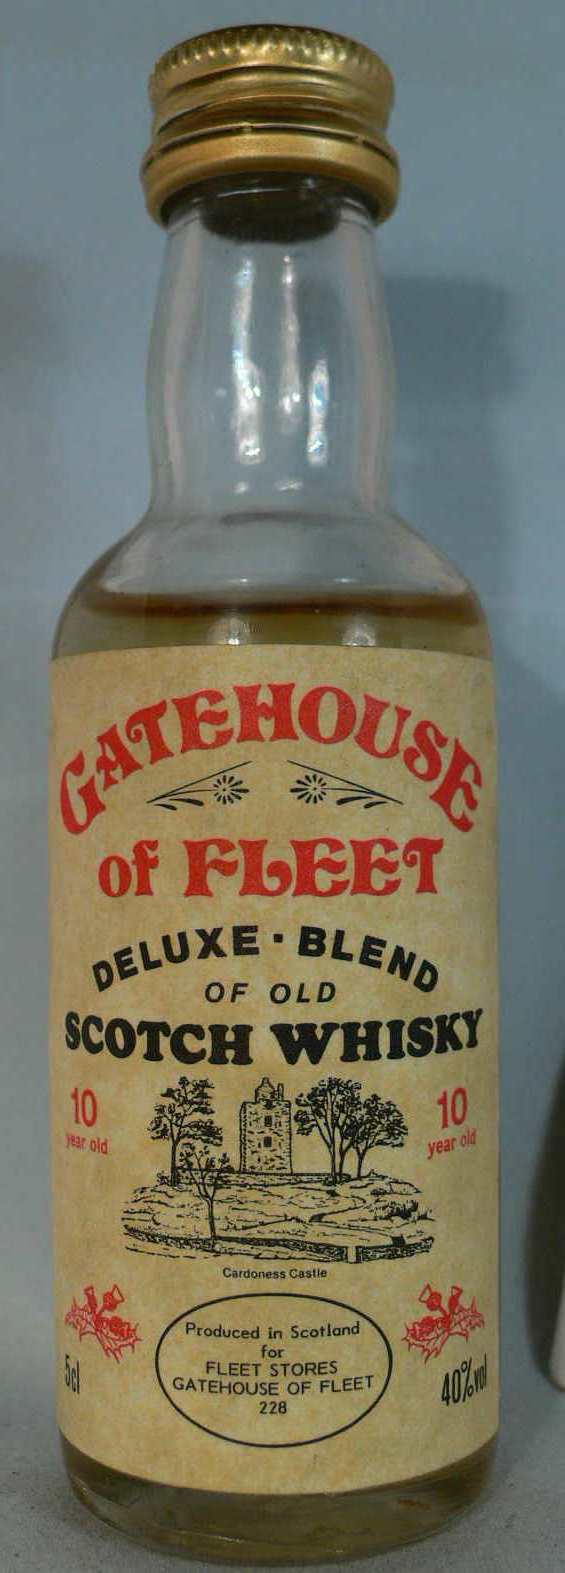 GATEHOUSE
of FLEET
DELUXE · BLEND
OF OLD
SCOTCH WHISKY
10
year old
10
year old
Cardoness Castle
Produced in Scotland
for
FLEET STORES
GATEHOUSE OF FLEET
228
5cl
40%vol